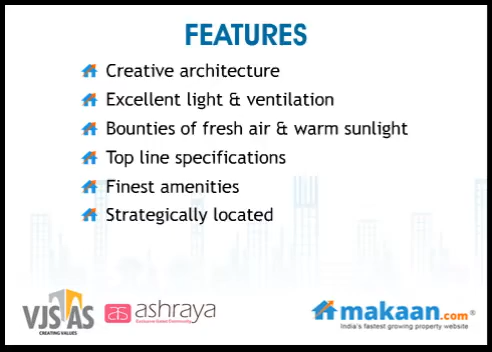 FEATURES
Creative architecture
Excellent light & ventilation
Bounties of fresh air & warm sunlight
Top line specifications
Finest amenities
Strategically located
VJS AS
CREATING VALUES
ashraya
makaan.com®
India's fastest growing property website